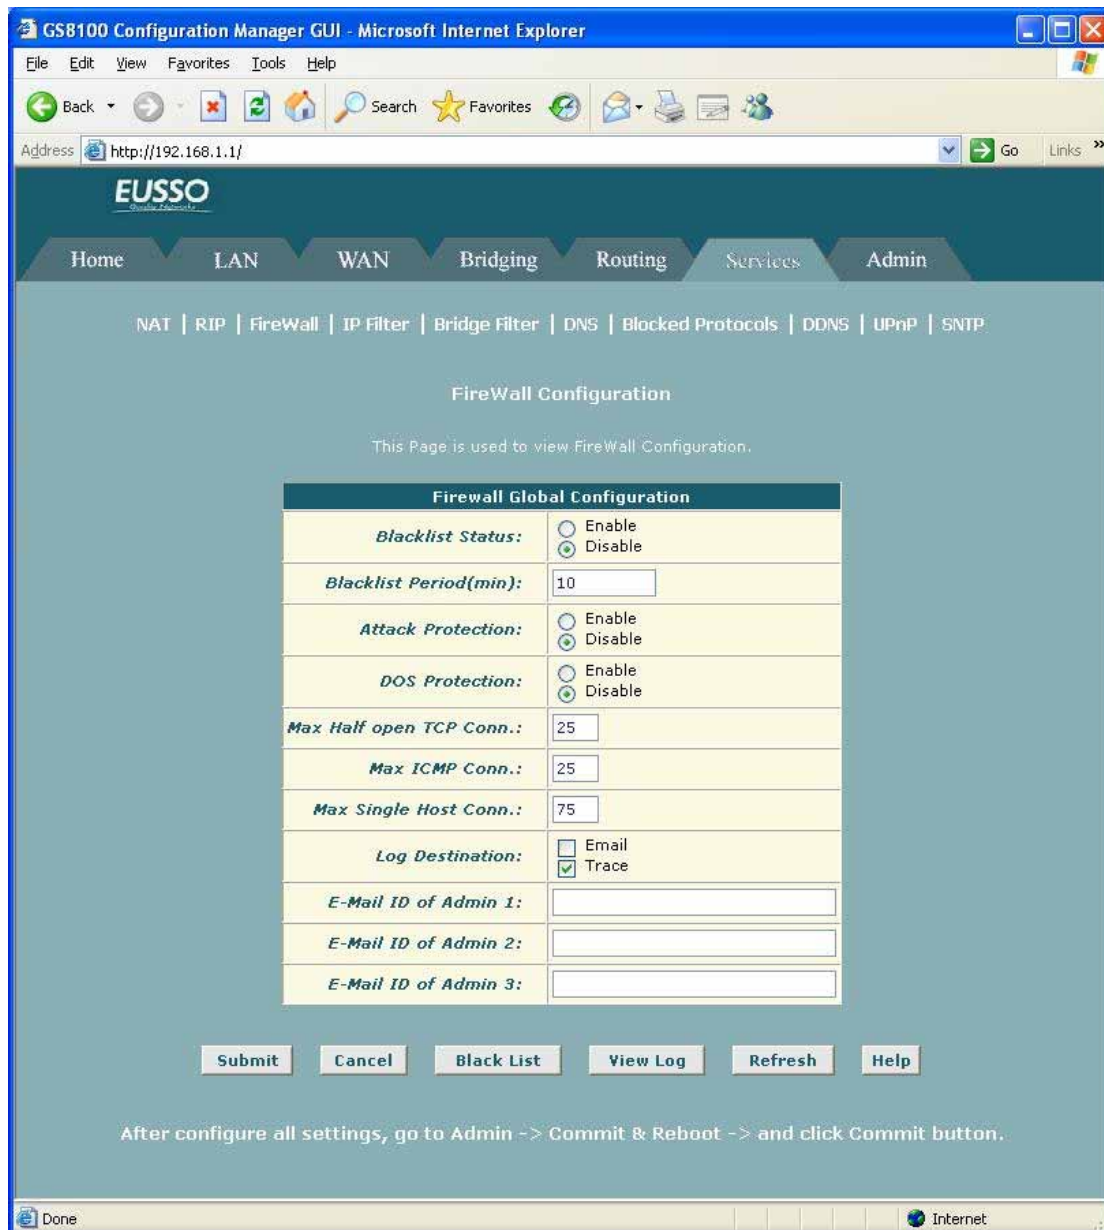 GS8100 Configuration Manager GUI - Microsoft Internet Explorer
File Edit View Favorites Tools Help
Back Search Favorites
Address http://192.168.1.1/ Go Links »
EUSSO
Home LAN WAN Bridging Routing Services Admin
NAT | RIP | FireWall | IP Filter | Bridge Filter | DNS | Blocked Protocols | DDNS | UPnP | SNTP
FireWall Configuration
This Page is used to view FireWall Configuration.
Firewall Global Configuration
Blacklist Status: Enable
Disable
Blacklist Period(min): 10
Attack Protection: Enable
Disable
DOS Protection: Enable
Disable
Max Half open TCP Conn.: 25
Max ICMP Conn.: 25
Max Single Host Conn.: 75
Log Destination: Email
Trace
E-Mail ID of Admin 1:
E-Mail ID of Admin 2:
E-Mail ID of Admin 3:
Submit Cancel Black List View Log Refresh Help
After configure all settings, go to Admin -> Commit & Reboot -> and click Commit button.
Done Internet